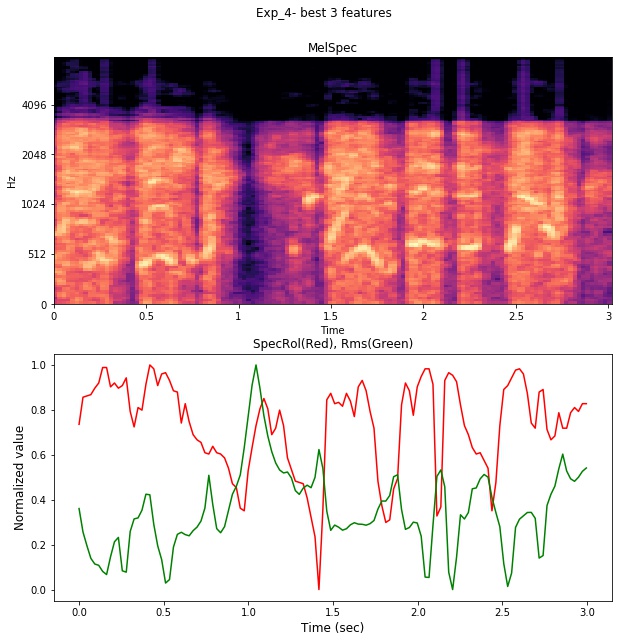 Exp_4- best 3 features
MelSpec
4096
2048
1024
512
0
Hz
0 0.5 1 1.5 2 2.5 3
Time
SpecRol(Red), Rms(Green)
1.0
0.8
0.6
0.4
0.2
0.0
Normalized value
0.0 0.5 1.0 1.5 2.0 2.5 3.0
Time (sec)